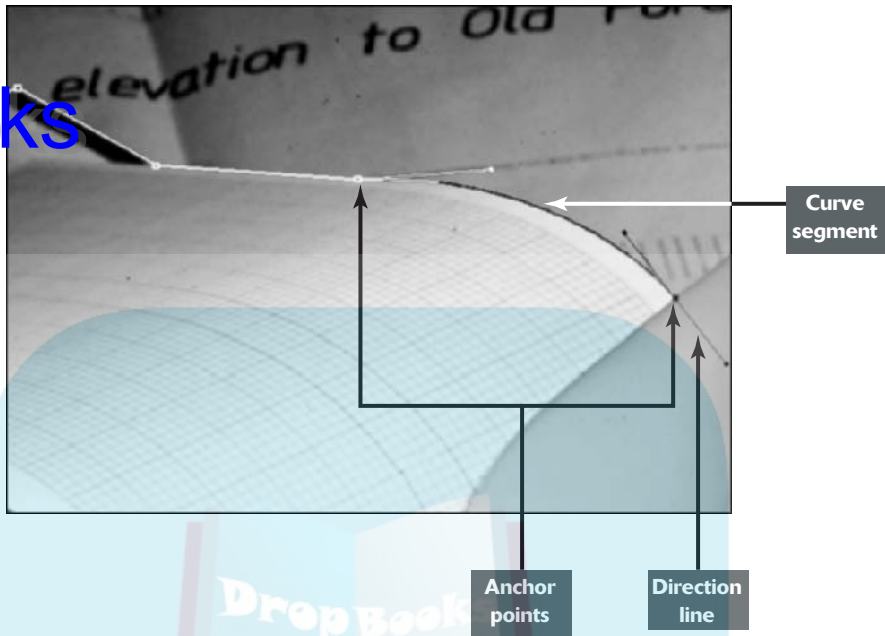 elevation to Old
ks
Curve
segment
Anchor
points
Direction
line
DropBooks